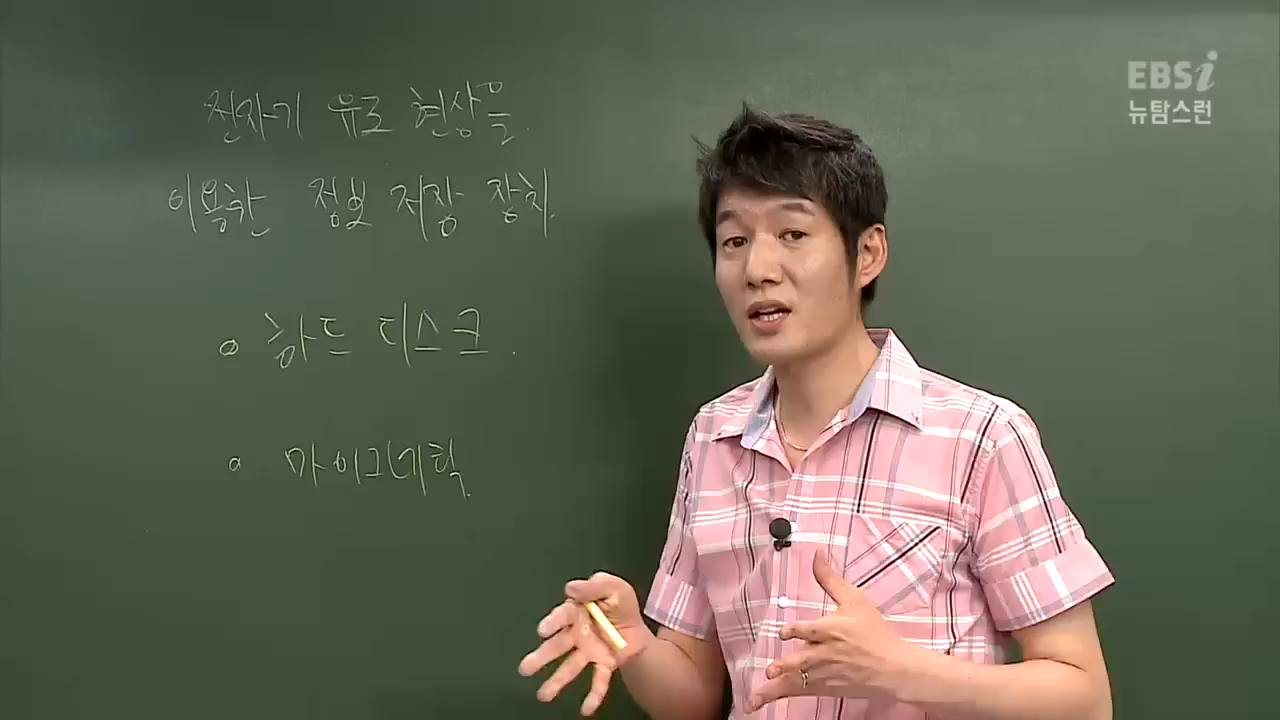 전자기 유도 현상을
이용한 정보 저장 장치.
하드 디스크.
마이그네틱.
EBSi
뉴탐스런